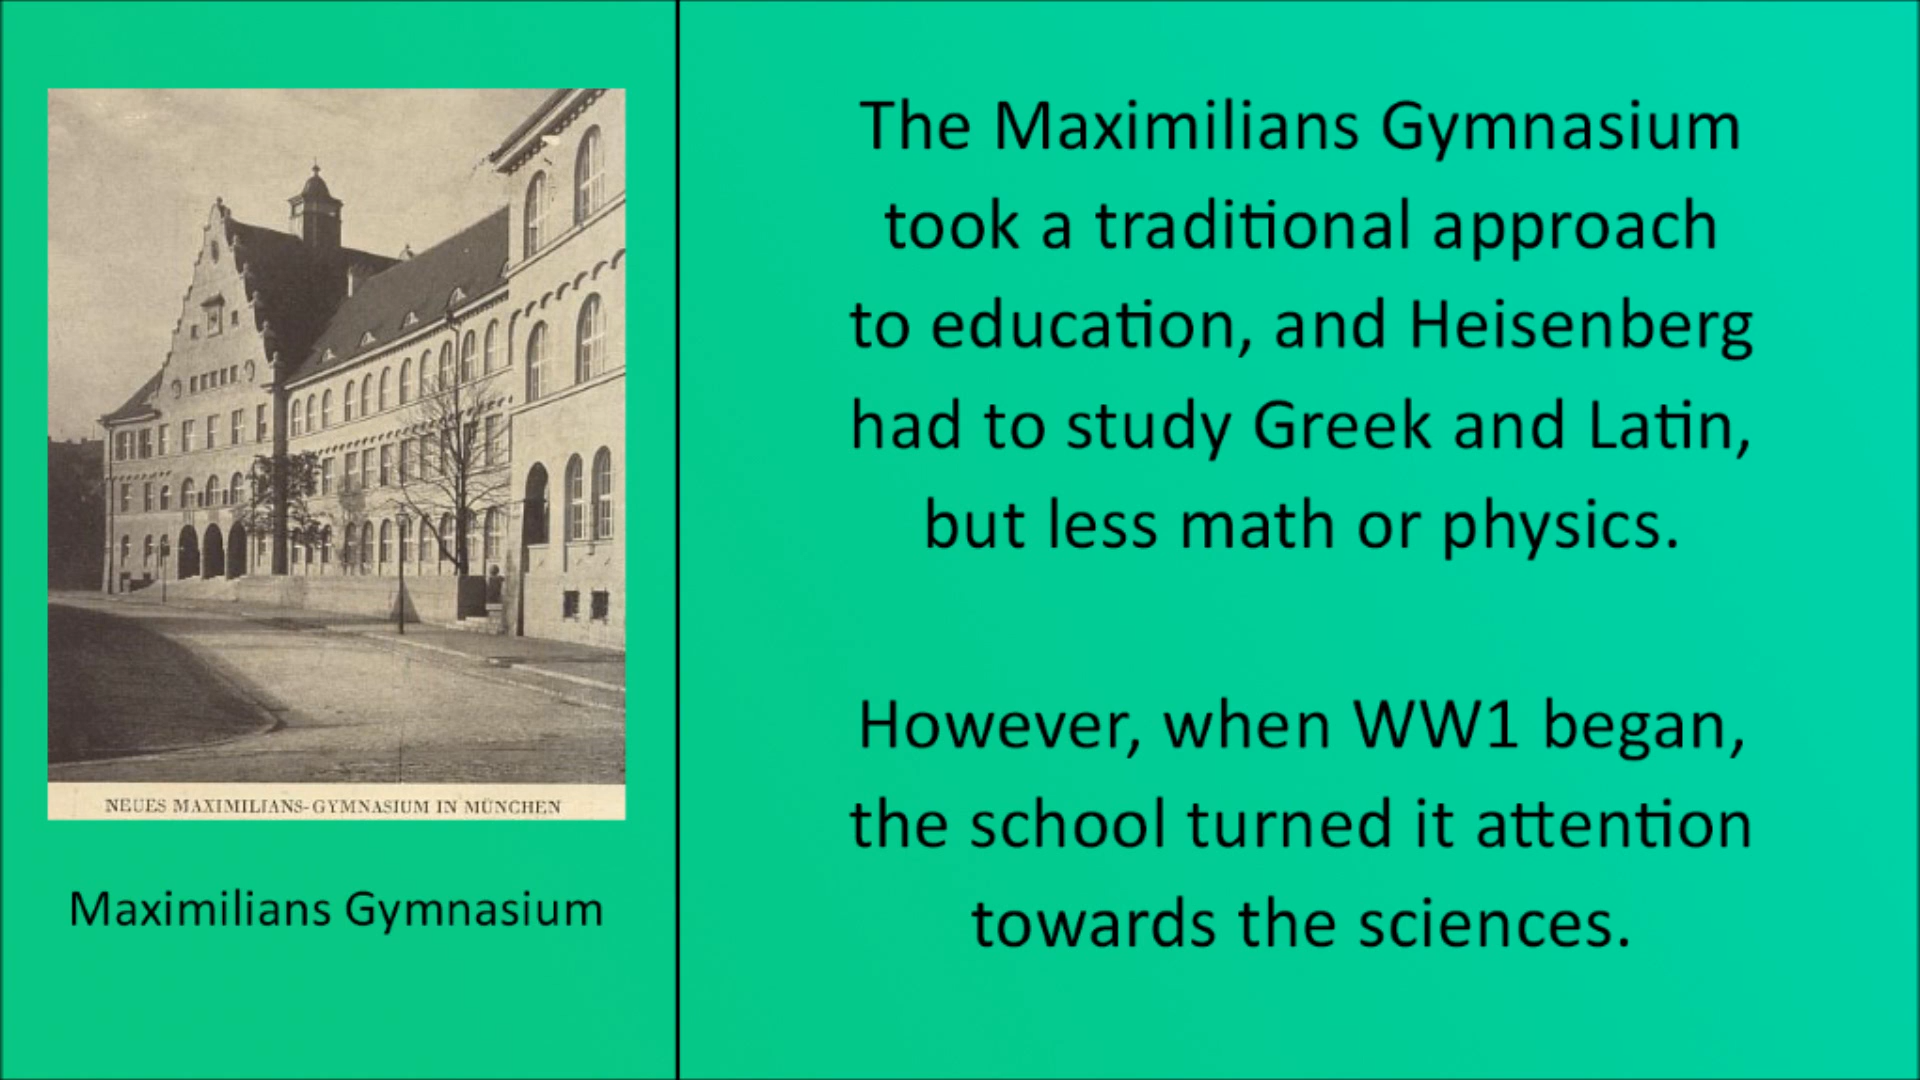 NEUES MAXIMILIANS-GYMNASIUM IN MÜNCHEN
Maximilians Gymnasium
The Maximilians Gymnasium
took a traditional approach
to education, and Heisenberg
had to study Greek and Latin,
but less math or physics.
However, when WW1 began,
the school turned it attention
towards the sciences.